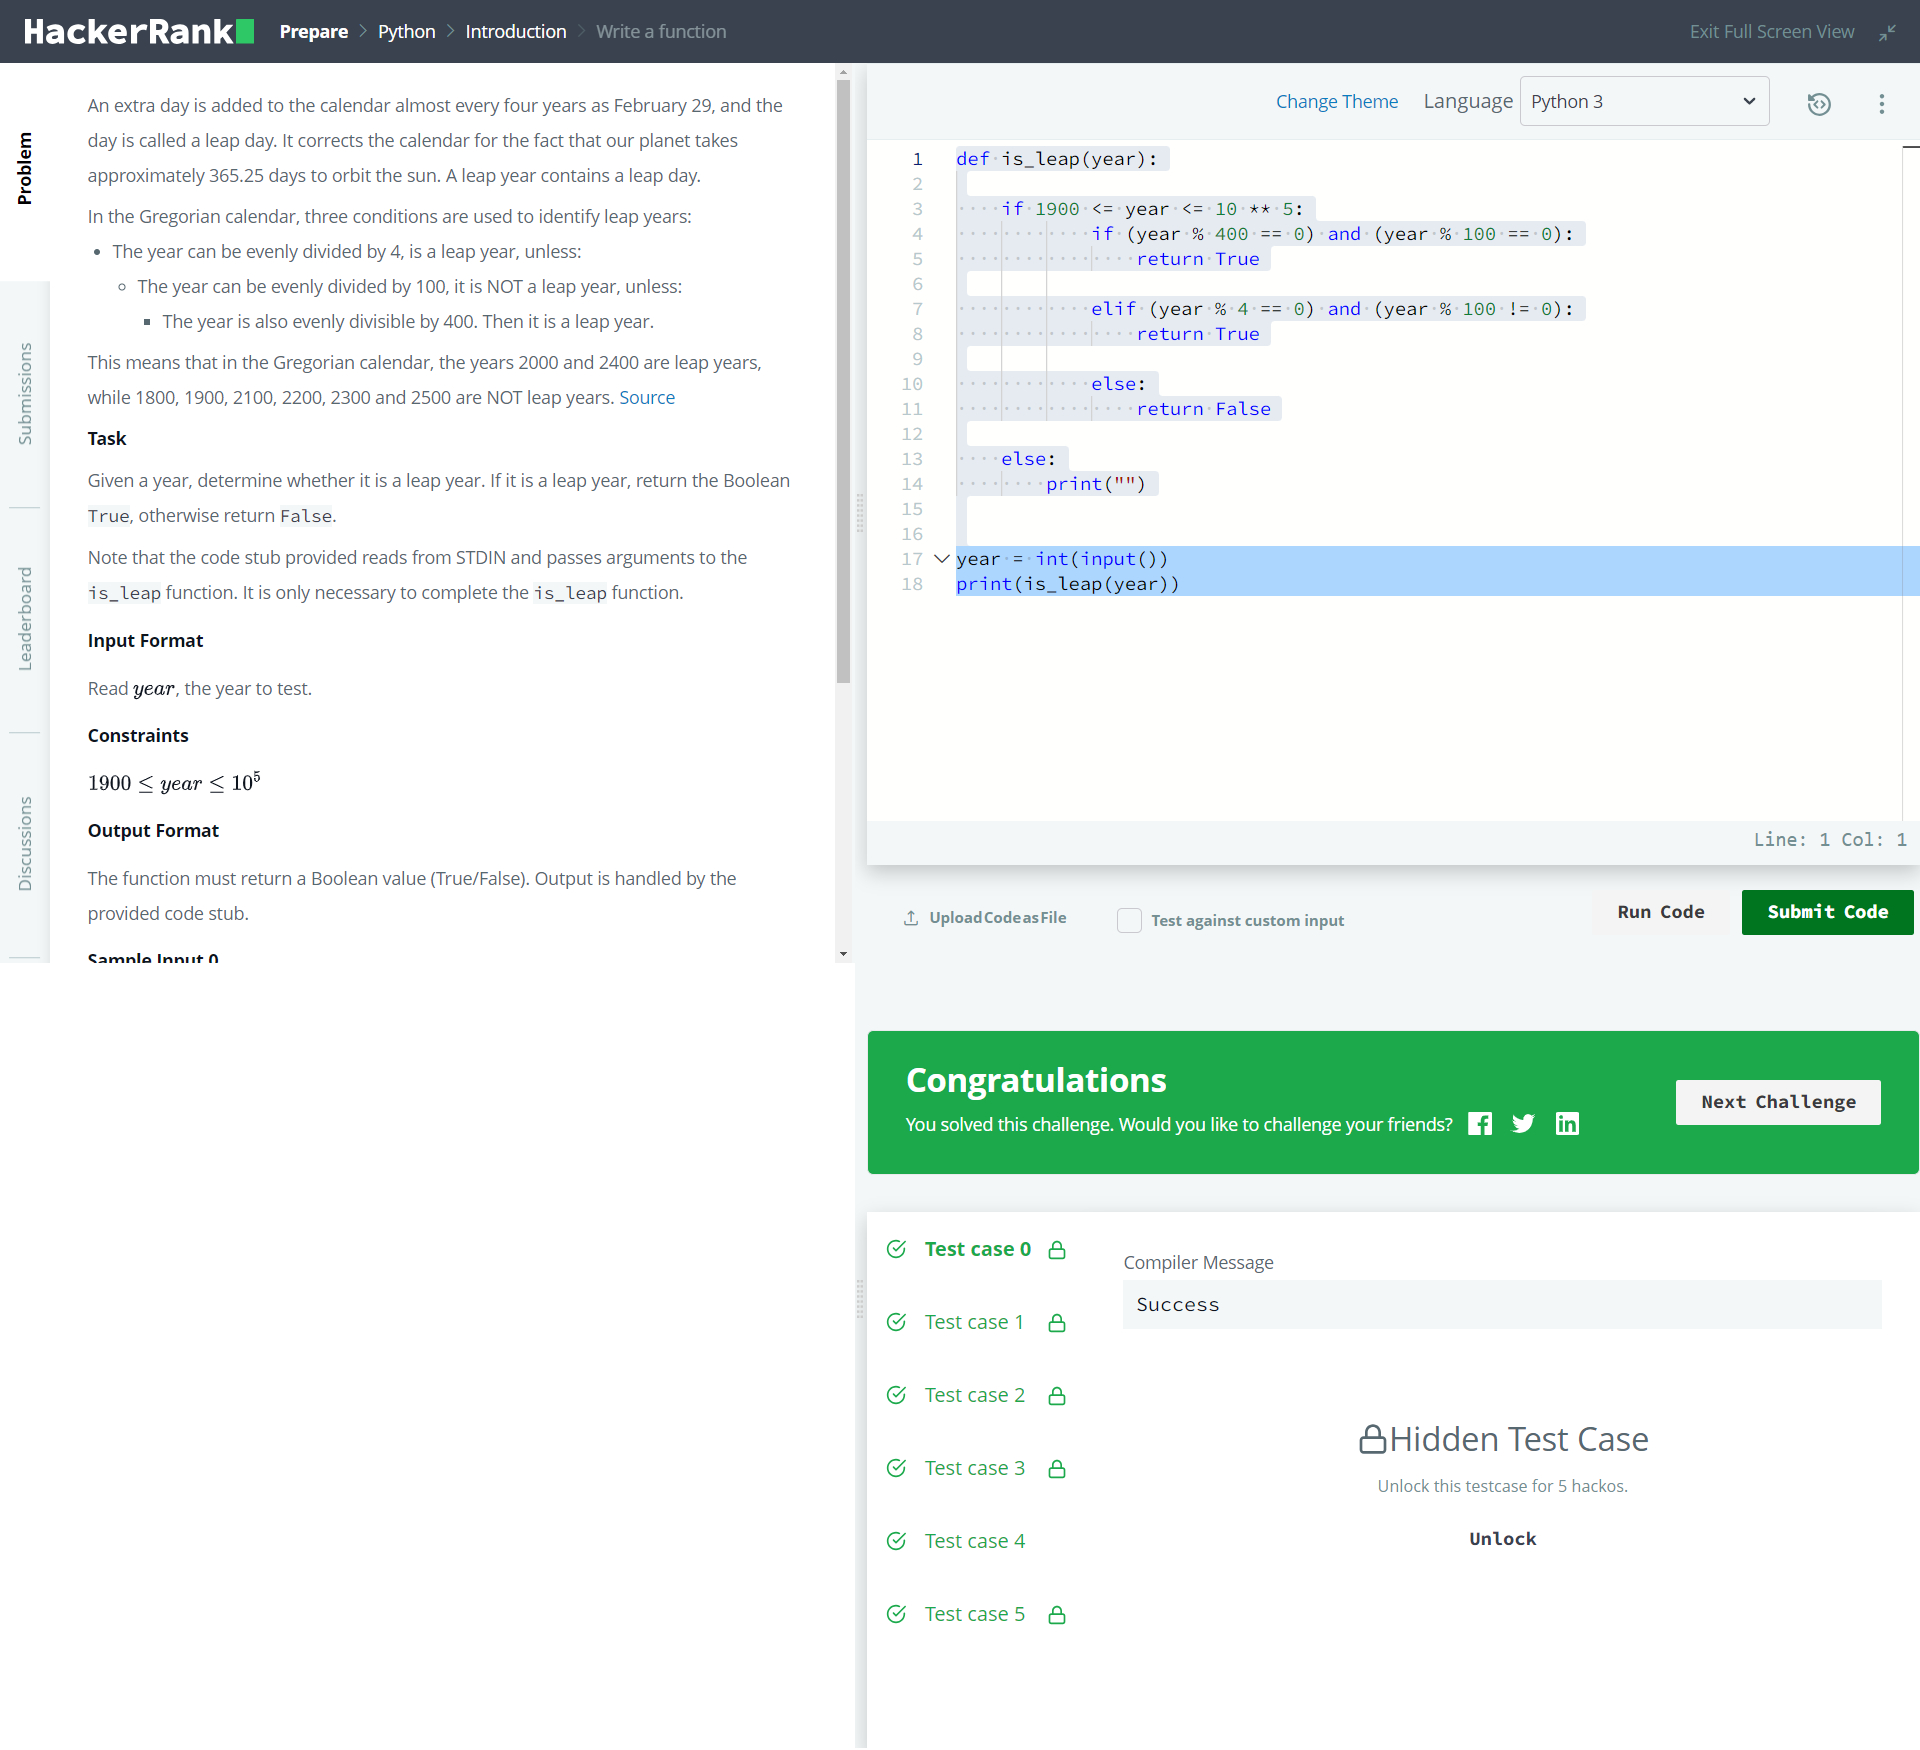 HackerRank
Prepare > Python > Introduction > Write a function
Exit Full Screen View
Problem
Submissions
Leaderboard
Discussions
An extra day is added to the calendar almost every four years as February 29, and the
day is called a leap day. It corrects the calendar for the fact that our planet takes
approximately 365.25 days to orbit the sun. A leap year contains a leap day.
In the Gregorian calendar, three conditions are used to identify leap years:
• The year can be evenly divided by 4, is a leap year, unless:
◦ The year can be evenly divided by 100, it is NOT a leap year, unless:
▪ The year is also evenly divisible by 400. Then it is a leap year.
This means that in the Gregorian calendar, the years 2000 and 2400 are leap years,
while 1800, 1900, 2100, 2200, 2300 and 2500 are NOT leap years. Source
Task
Given a year, determine whether it is a leap year. If it is a leap year, return the Boolean
True, otherwise return False.
Note that the code stub provided reads from STDIN and passes arguments to the
is_leap function. It is only necessary to complete the is_leap function.
Input Format
Read year, the year to test.
Constraints
1900 ≤ year ≤ 10⁵
Output Format
The function must return a Boolean value (True/False). Output is handled by the
provided code stub.
Sample Input 0
Change Theme Language Python 3
1 def is_leap(year):
2
3     if 1900 <= year <= 10 ** 5:
4             if (year % 400 == 0) and (year % 100 == 0):
5                 return True
6
7             elif (year % 4 == 0) and (year % 100 != 0):
8                 return True
9
10             else:
11                 return False
12
13     else:
14         print("")
15
16
17 year = int(input())
18 print(is_leap(year))
Line: 1 Col: 1
Upload Code as File
Test against custom input
Run Code
Submit Code
Congratulations
You solved this challenge. Would you like to challenge your friends?
Next Challenge
Test case 0
Test case 1
Test case 2
Test case 3
Test case 4
Test case 5
Compiler Message
Success
Hidden Test Case
Unlock this testcase for 5 hackos.
Unlock